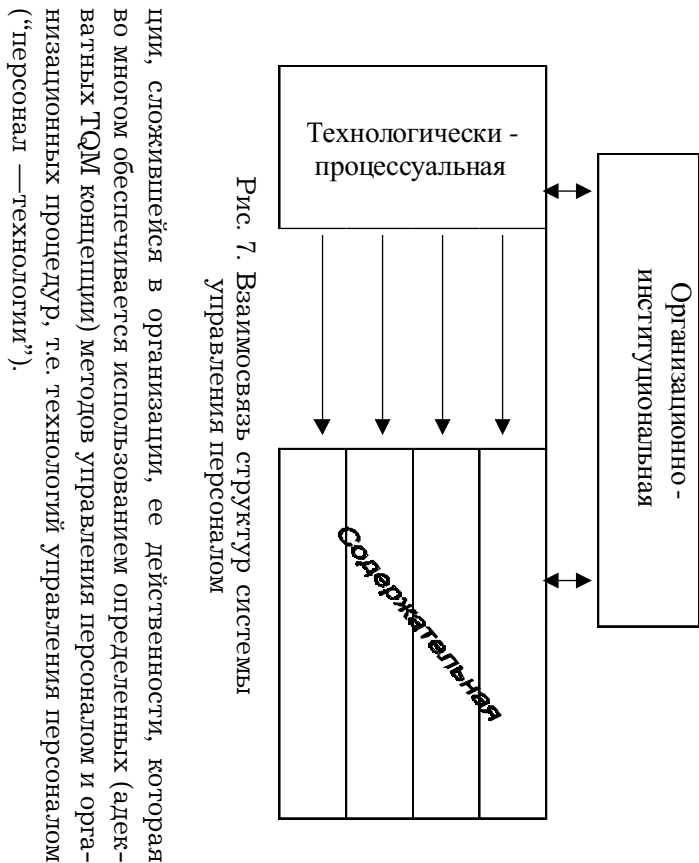 Организационно-
институциональная
Технологически -
процессуальная
Содержательная
Рис. 7. Взаимосвязь структур системы
управления персоналом
ции, сложившейся в организации, ее действенности, которая
во многом обеспечивается использованием определенных (адек-
ватных TQM концепции) методов управления персоналом и орга-
низационных процедур, т.е. технологий управления персоналом
(“персонал —технологии”).